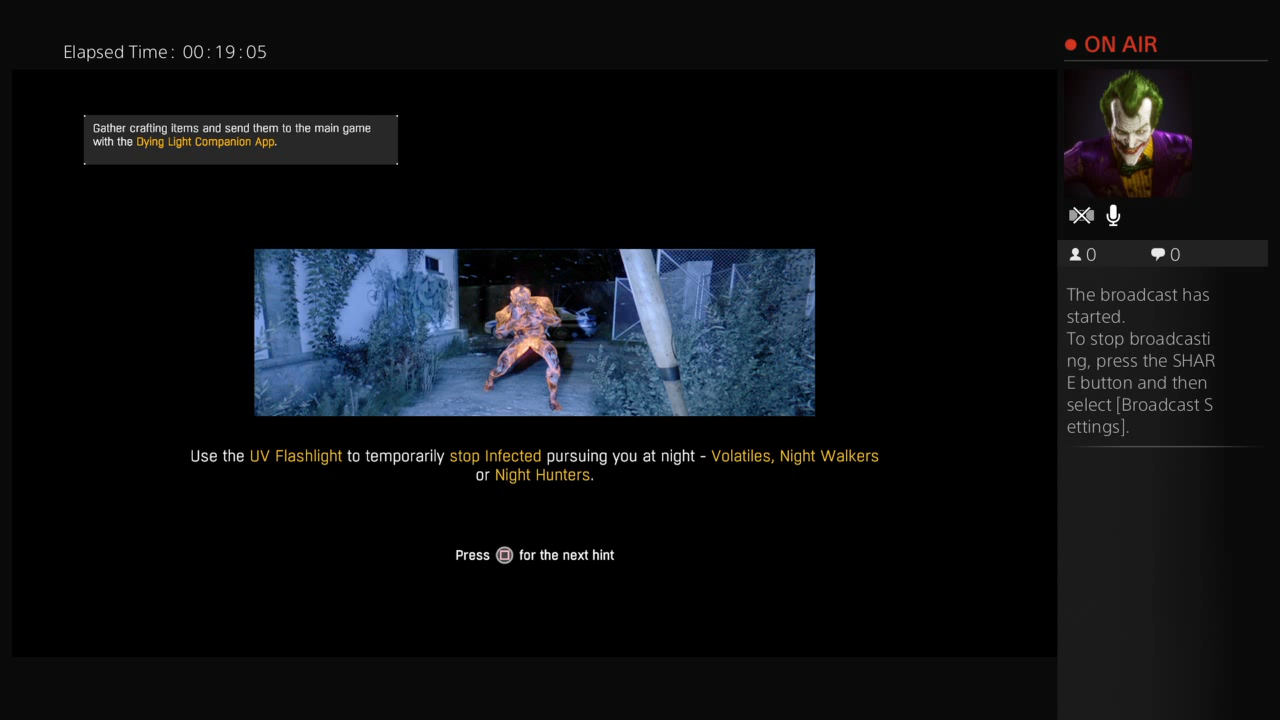 Elapsed Time: 00:19:05
ON AIR
Gather crafting items and send them to the main game
with the Dying Light Companion App.
0 0
The broadcast has
started.
To stop broadcasti
ng, press the SHAR
E button and then
select [Broadcast S
ettings].
Use the UV Flashlight to temporarily stop Infected pursuing you at night - Volatiles, Night Walkers
or Night Hunters.
Press for the next hint